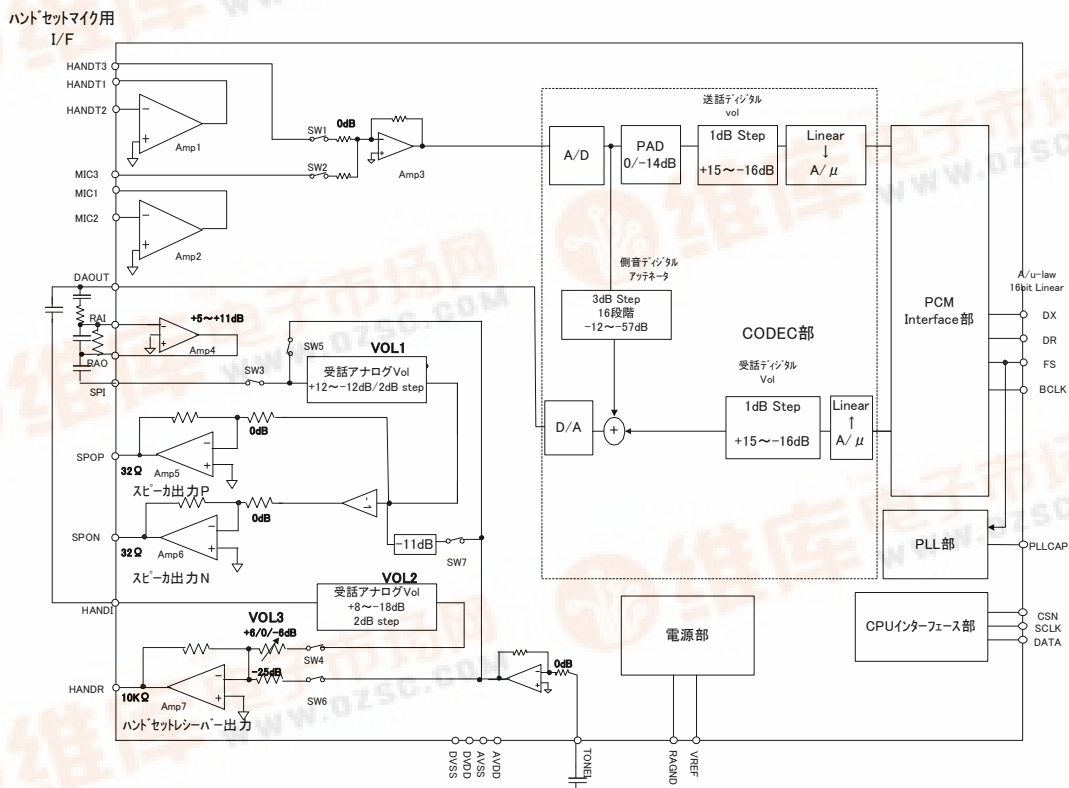 ハンドセットマイク用
I/F
HANDT3
HANDT1
HANDT2
Amp1
SW1
0dB
SW2
Amp3
MIC3
MIC1
MIC2
Amp2
送話ディジタル
vol
A/D
PAD
0/-14dB
1dB Step
+15～-16dB
Linear
↓
A/μ
側音ディジタル
アッテネータ
3dB Step
16段階
-12～-57dB
CODEC部
受話ディジタル
Vol
D/A
+
1dB Step
+15～-16dB
Linear
↑
A/μ
PCM
Interface部
A/u-law
16bit Linear
DX
DR
FS
BCLK
PLL部
PLLCAP
CPUインターフェース部
CSN
SCLK
DATA
電源部
DAOUT
RAI
+5～+11dB
Amp4
RAO
SPI
SW3
SW5
VOL1
受話アナログVol
+12～-12dB/2dB step
0dB
SPOP
32Ω
Amp5
スピーカ出力P
-1
0dB
SPON
32Ω
Amp6
スピーカ出力N
-11dB
SW7
VOL2
受話アナログVol
+8～-18dB
2dB step
HANDI
VOL3
+6/0/-6dB
SW4
-25dB
SW6
0dB
HANDR
10KΩ
Amp7
ハンドセットレシーバー出力
DVSS
DVDD
AVSS
AVDD
TONEI
RAGND
VREF
维库电子市场网
WWW.DZSC.COM